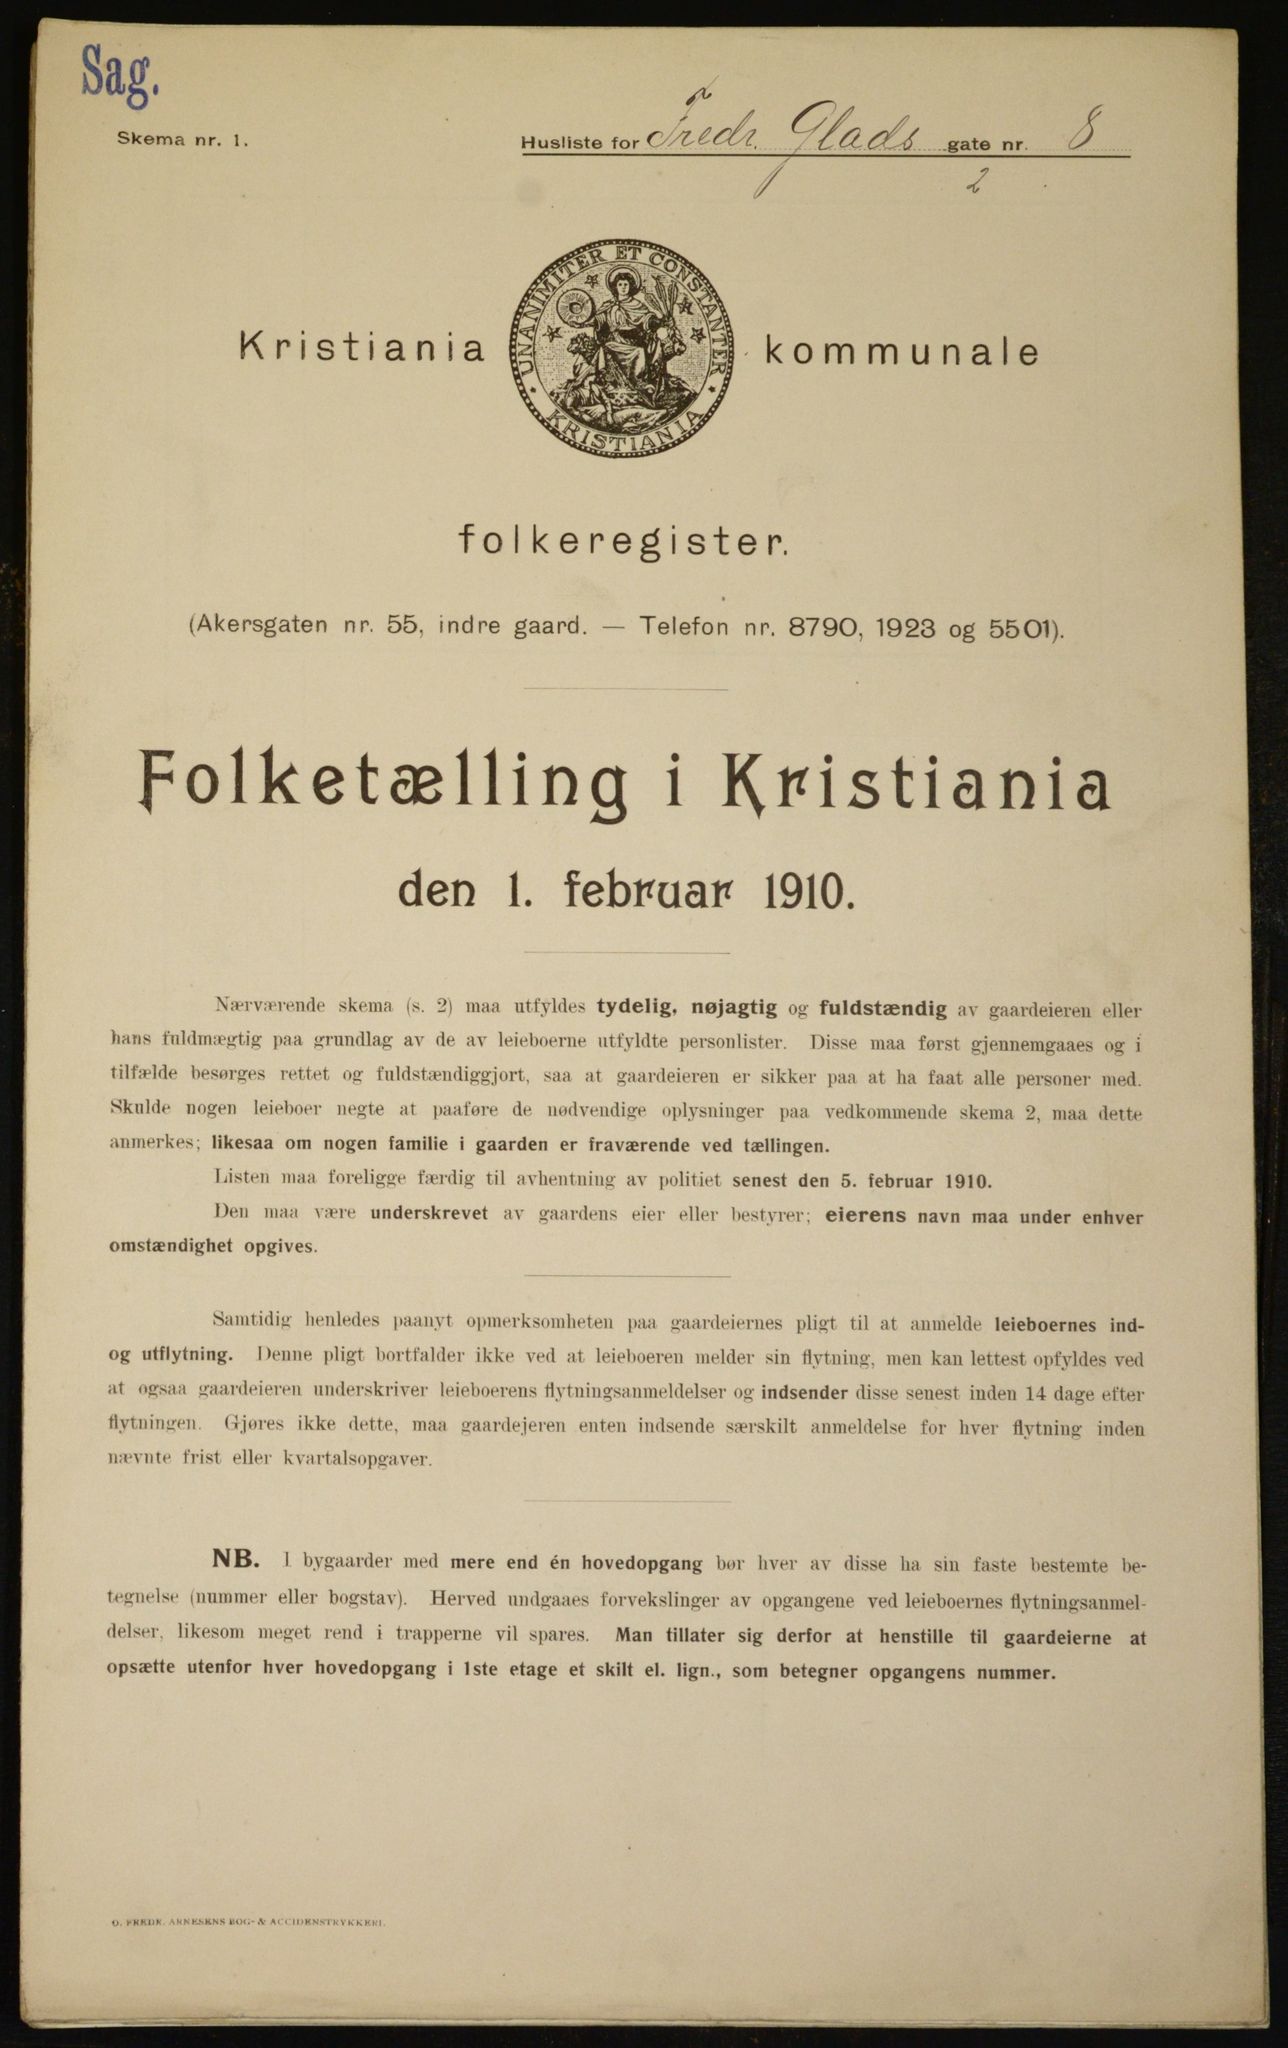 Sag.
Skema nr. 1.
Husliste for Fredr. Glads gate nr. 8
2
UNANIMITER ET CONSTANTER
KRISTIANIA
Kristiania kommunale
folkeregister.
(Akersgaten nr. 55, indre gaard. — Telefon nr. 8790, 1923 og 5501).
Folketælling i Kristiania
den 1. februar 1910.
Nærværende skema (s. 2) maa utfyldes tydelig, nøjagtig og fuldstændig av gaardeieren eller
hans fuldmægtig paa grundlag av de av leieboerne utfyldte personlister. Disse maa først gjennemgaaes og i
tilfælde besørges rettet og fuldstændiggjort, saa at gaardeieren er sikker paa at ha faat alle personer med.
Skulde nogen leieboer negte at paaføre de nødvendige oplysninger paa vedkommende skema 2, maa dette
anmerkes; likesaa om nogen familie i gaarden er fraværende ved tællingen.
Listen maa foreligge færdig til avhentning av politiet senest den 5. februar 1910.
Den maa være underskrevet av gaardens eier eller bestyrer; eierens navn maa under enhver
omstændighet opgives.
Samtidig henledes paanyt opmerksomheten paa gaardeiernes pligt til at anmelde leieboernes ind-
og utflytning. Denne pligt bortfalder ikke ved at leieboeren melder sin flytning, men kan lettest opfyldes ved
at ogsaa gaardeieren underskriver leieboerens flytningsanmeldelser og indsender disse senest inden 14 dage efter
flytningen. Gjøres ikke dette, maa gaardejeren enten indsende særskilt anmeldelse for hver flytning inden
nævnte frist eller kvartalsopgaver.
NB. I bygaarder med mere end én hovedopgang bør hver av disse ha sin faste bestemte be-
tegnelse (nummer eller bogstav). Herved undgaaes forvekslinger av opgangene ved leieboernes flytningsanmel-
delser, likesom meget rend i trapperne vil spares. Man tillater sig derfor at henstille til gaardeierne at
opsætte utenfor hver hovedopgang i 1ste etage et skilt el. lign., som betegner opgangens nummer.
O. FREDR. ARNESENS BOG- & ACCIDENSTRYKKERI.